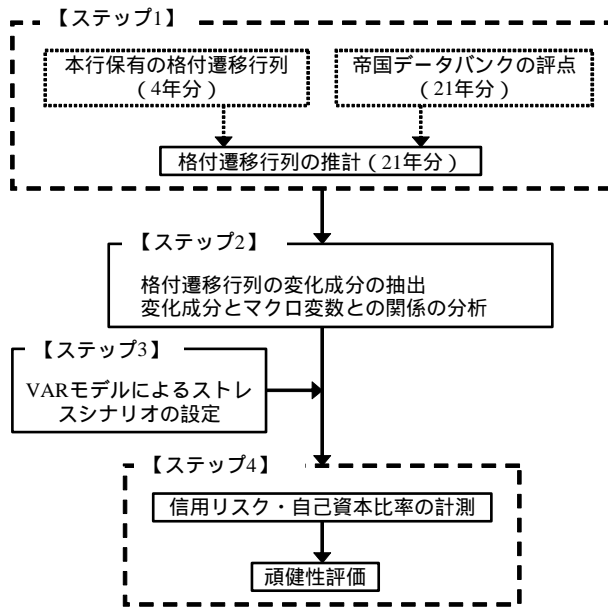 【ステップ1】
本行保有の格付遷移行列
（4年分）
帝国データバンクの評点
（21年分）
格付遷移行列の推計（21年分）
【ステップ2】
格付遷移行列の変化成分の抽出
変化成分とマクロ変数との関係の分析
【ステップ3】
VARモデルによるストレ
スシナリオの設定
【ステップ4】
信用リスク・自己資本比率の計測
頑健性評価